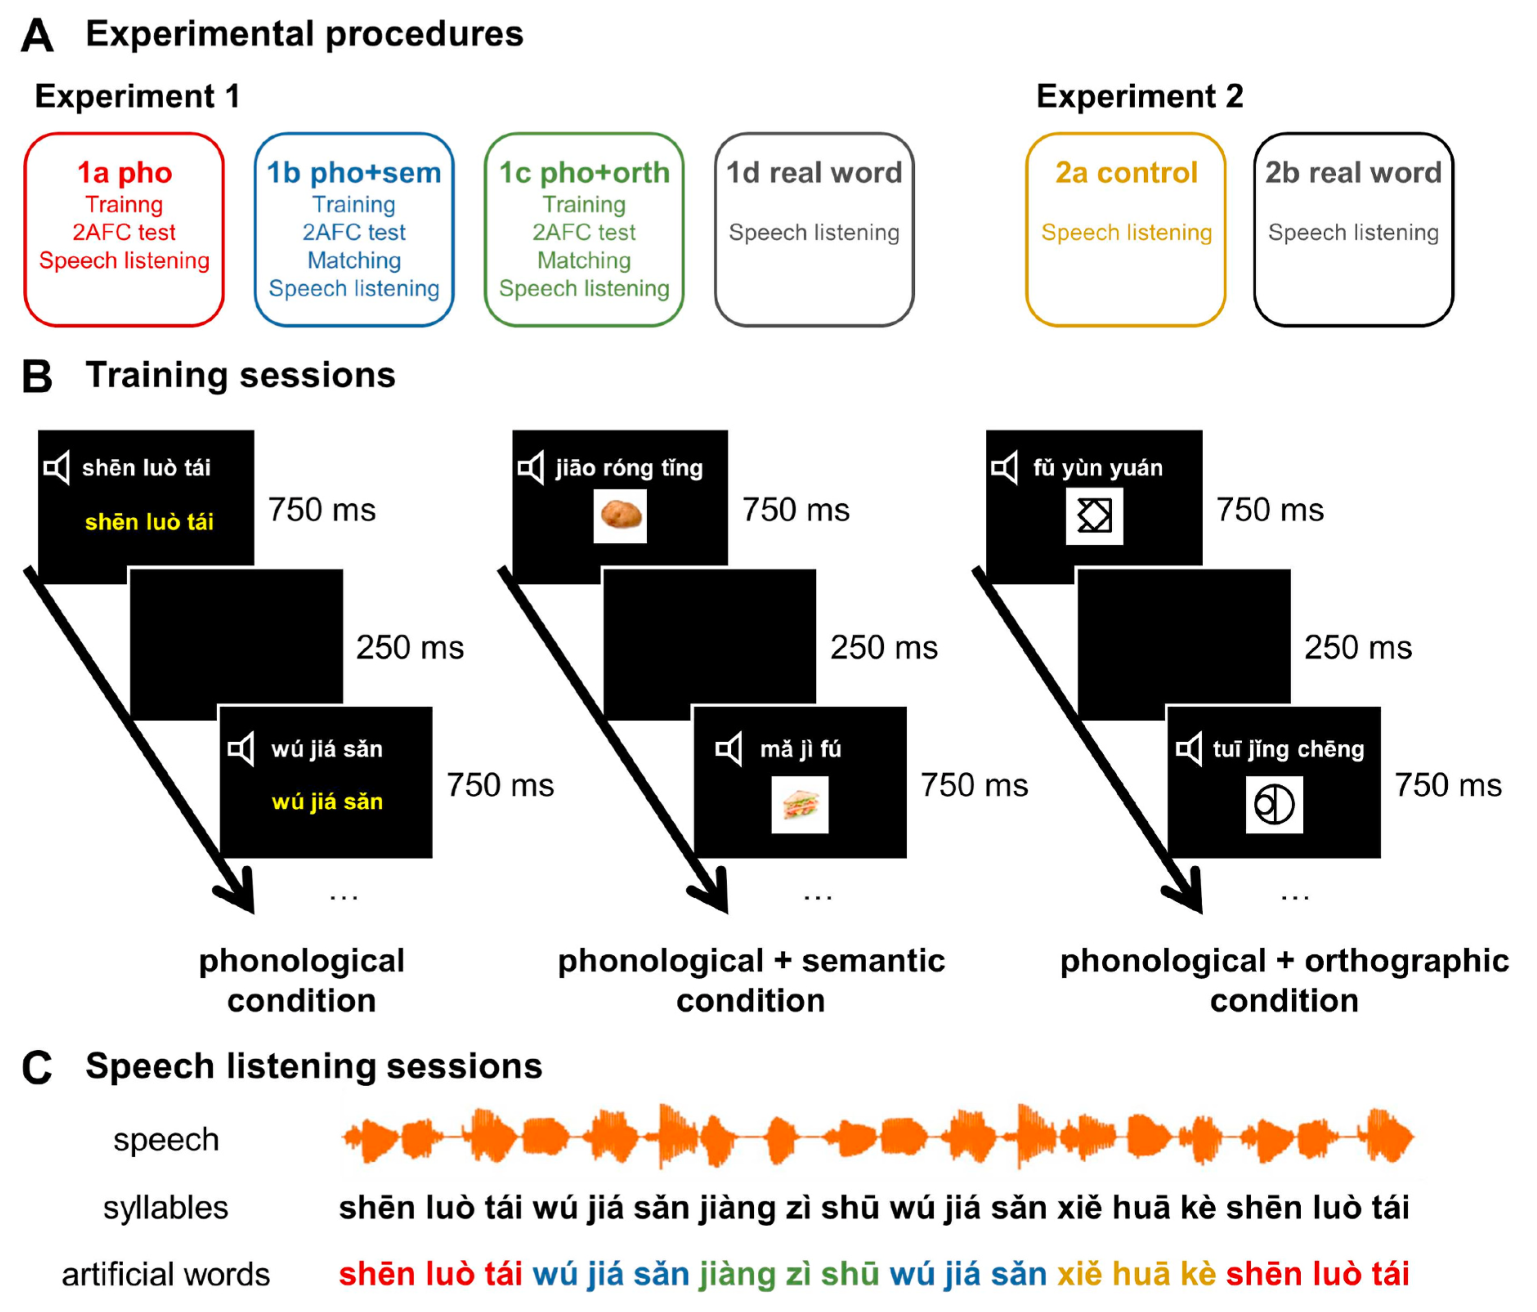 A Experimental procedures
Experiment 1
Experiment 2
1a pho
Trainng
2AFC test
Speech listening
1b pho+sem
Training
2AFC test
Matching
Speech listening
1c pho+orth
Training
2AFC test
Matching
Speech listening
1d real word
Speech listening
2a control
Speech listening
2b real word
Speech listening
B Training sessions
shēn luò tái
shēn luò tái
750 ms
250 ms
wú jiá sǎn
wú jiá sǎn
750 ms
...
phonological
condition
jiāo róng tǐng
750 ms
250 ms
mǎ jì fú
750 ms
...
phonological + semantic
condition
fǔ yùn yuán
750 ms
250 ms
tuī jǐng chēng
750 ms
...
phonological + orthographic
condition
C Speech listening sessions
speech
syllables shēn luò tái wú jiá sǎn jiàng zì shū wú jiá sǎn xiě huā kè shēn luò tái
artificial words shēn luò tái wú jiá sǎn jiàng zì shū wú jiá sǎn xiě huā kè shēn luò tái